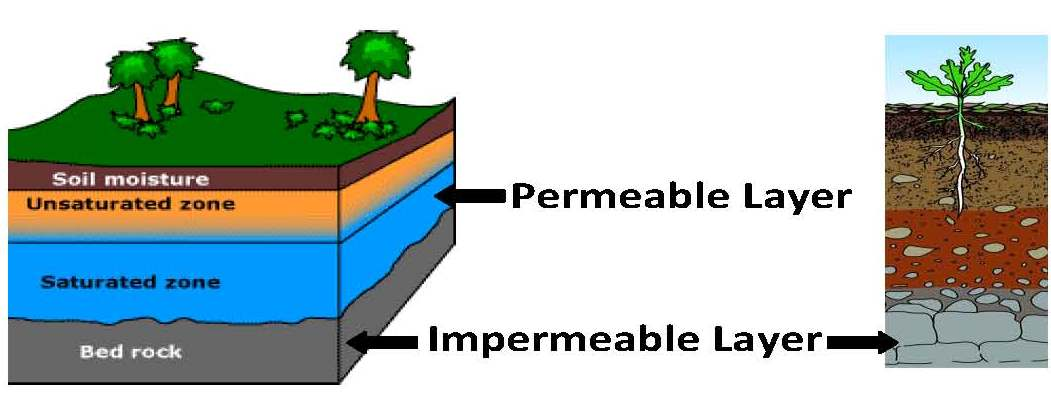 Soil moisture
Unsaturated zone
Permeable Layer
Saturated zone
Impermeable Layer
Bed rock